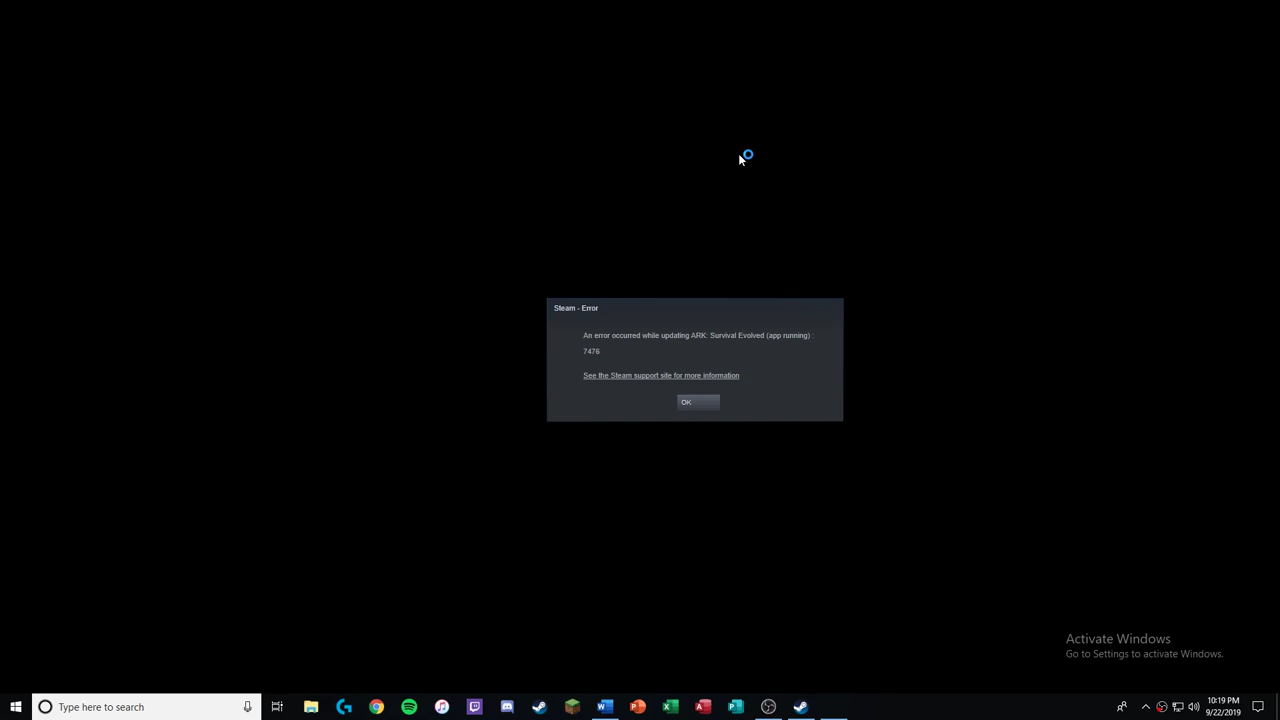 Steam - Error
An error occurred while updating ARK: Survival Evolved (app running) :
7476
See the Steam support site for more information
OK
Activate Windows
Go to Settings to activate Windows.
Type here to search
10:19 PM
9/22/2019